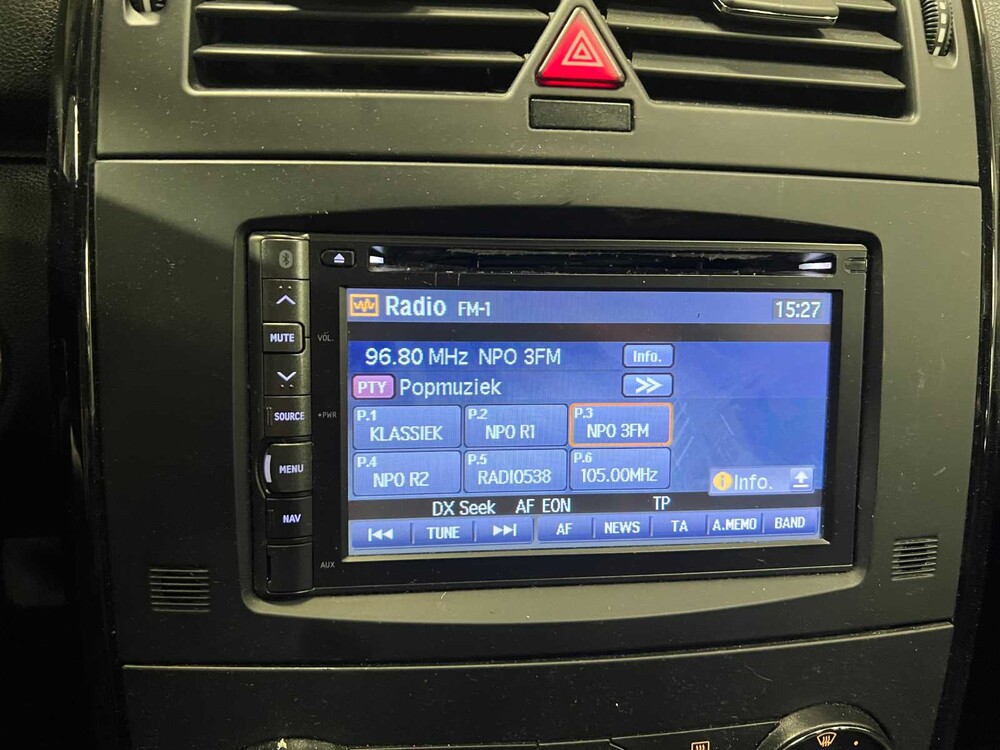 Radio FM-1 15:27
96.80 MHz NPO 3FM Info.
PTY Popmuziek
P.1 KLASSIEK P.2 NPO R1 P.3 NPO 3FM
P.4 NPO R2 P.5 RADIO538 P.6 105.00MHz
Info.
DX Seek AF EON TP
TUNE AF NEWS TA A.MEMO BAND
MUTE
VOL.
SOURCE
PWR
MENU
NAV
AUX